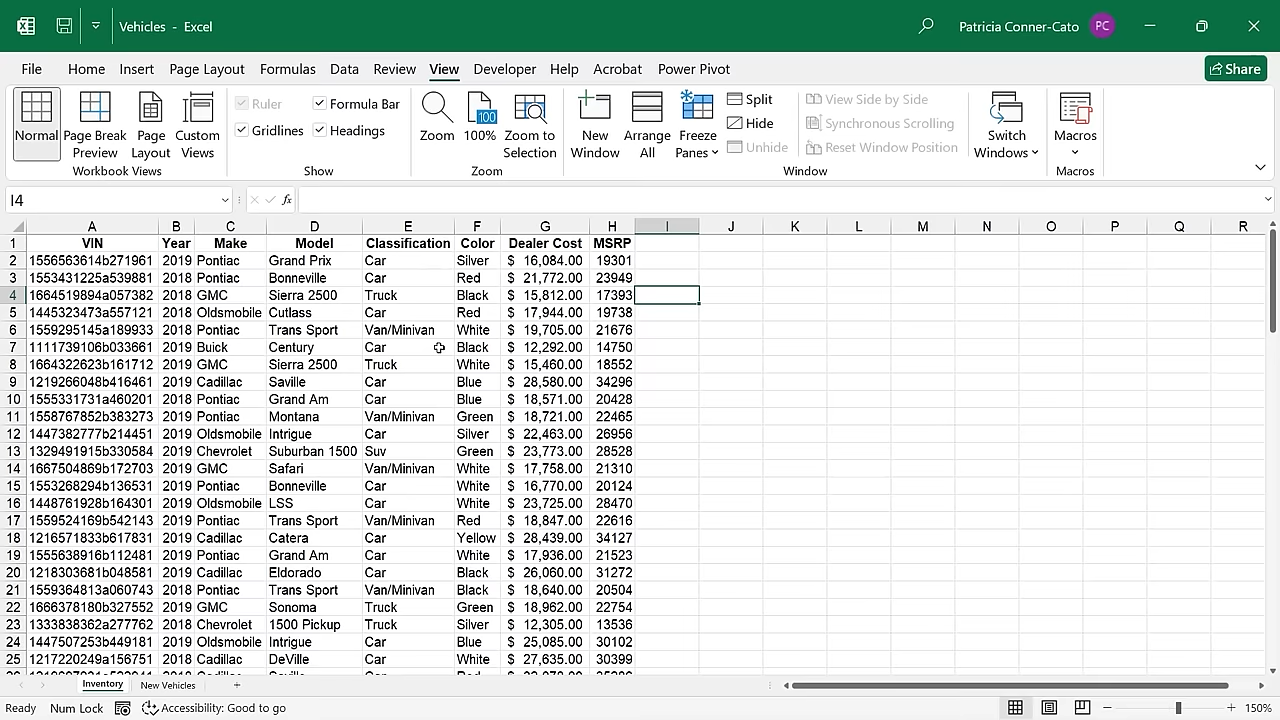 Vehicles - Excel
Patricia Conner-Cato PC
File Home Insert Page Layout Formulas Data Review View Developer Help Acrobat Power Pivot Share
Normal Page Break Preview Page Layout Custom Views
Workbook Views
Ruler Formula Bar
Gridlines Headings
Show
Zoom 100 100% Zoom to Selection
Zoom
New Window Arrange All Freeze Panes
Split
Hide
Unhide
View Side by Side
Synchronous Scrolling
Reset Window Position
Switch Windows
Window
Macros
Macros
I4 fx
A B C D E F G H I J K L M N O P Q R
1 VIN Year Make Model Classification Color Dealer Cost MSRP
2 1556563614b271961 2019 Pontiac Grand Prix Car Silver $ 16,084.00 19301
3 1553431225a539881 2018 Pontiac Bonneville Car Red $ 21,772.00 23949
4 1664519894a057382 2018 GMC Sierra 2500 Truck Black $ 15,812.00 17393
5 1445323473a557121 2018 Oldsmobile Cutlass Car Red $ 17,944.00 19738
6 1559295145a189933 2018 Pontiac Trans Sport Van/Minivan White $ 19,705.00 21676
7 1111739106b033661 2019 Buick Century Car Black $ 12,292.00 14750
8 1664322623b161712 2019 GMC Sierra 2500 Truck White $ 15,460.00 18552
9 1219266048b416461 2019 Cadillac Saville Car Blue $ 28,580.00 34296
10 1555331731a460201 2018 Pontiac Grand Am Car Blue $ 18,571.00 20428
11 1558767852b383273 2019 Pontiac Montana Van/Minivan Green $ 18,721.00 22465
12 1447382777b214451 2019 Oldsmobile Intrigue Car Silver $ 22,463.00 26956
13 1329491915b330584 2019 Chevrolet Suburban 1500 Suv Green $ 23,773.00 28528
14 1667504869b172703 2019 GMC Safari Van/Minivan White $ 17,758.00 21310
15 1553268294b136531 2019 Pontiac Bonneville Car White $ 16,770.00 20124
16 1448761928b164301 2019 Oldsmobile LSS Car White $ 23,725.00 28470
17 1559524169b542143 2019 Pontiac Trans Sport Van/Minivan Red $ 18,847.00 22616
18 1216571833b617831 2019 Cadillac Catera Car Yellow $ 28,439.00 34127
19 1555638916b112481 2019 Pontiac Grand Am Car White $ 17,936.00 21523
20 1218303681b048581 2019 Cadillac Eldorado Car Black $ 26,060.00 31272
21 1559364813a060743 2018 Pontiac Trans Sport Van/Minivan Black $ 18,640.00 20504
22 1666378180b327552 2019 GMC Sonoma Truck Green $ 18,962.00 22754
23 1333838362a277762 2018 Chevrolet 1500 Pickup Truck Silver $ 12,305.00 13536
24 1447507253b449181 2019 Oldsmobile Intrigue Car Blue $ 25,085.00 30102
25 1217220249a156751 2018 Cadillac DeVille Car White $ 27,635.00 30399
Inventory New Vehicles +
Ready Num Lock Accessibility: Good to go 150%